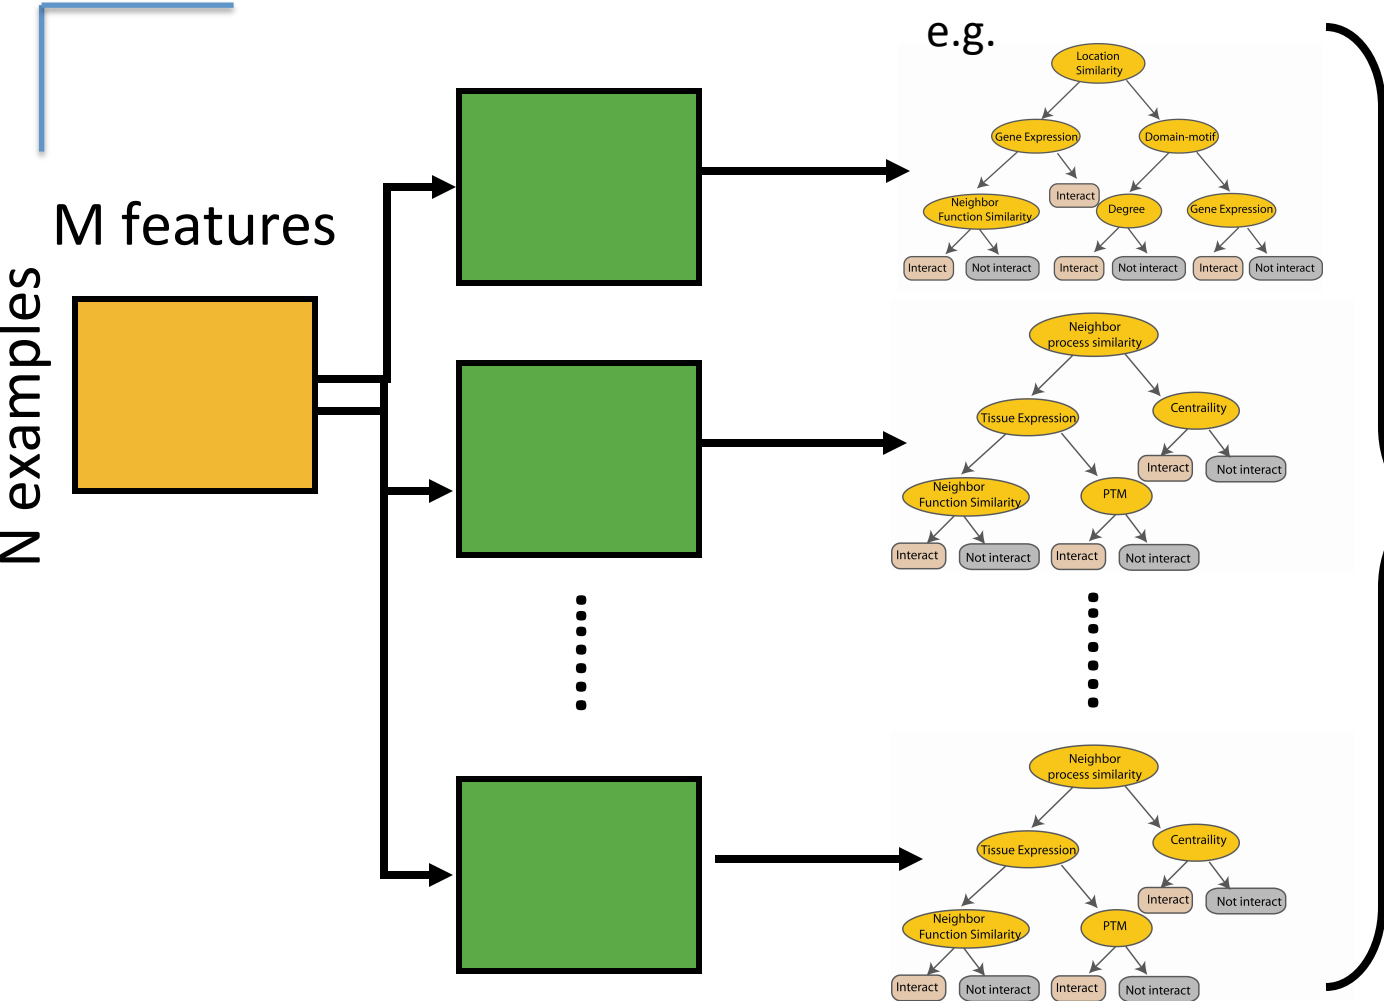 e.g.
M features
N examples
Location
Similarity
Gene Expression
Domain-motif
Interact
Neighbor
Function Similarity
Degree
Gene Expression
Interact
Not interact
Interact
Not interact
Interact
Not interact
Neighbor
process similarity
Tissue Expression
Centraility
Interact
Not interact
Neighbor
Function Similarity
PTM
Interact
Not interact
Interact
Not interact
Neighbor
process similarity
Tissue Expression
Centraility
Interact
Not interact
Neighbor
Function Similarity
PTM
Interact
Not interact
Interact
Not interact